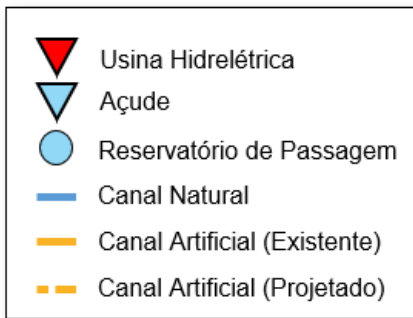 Usina Hidrelétrica
Açude
Reservatório de Passagem
Canal Natural
Canal Artificial (Existente)
Canal Artificial (Projetado)